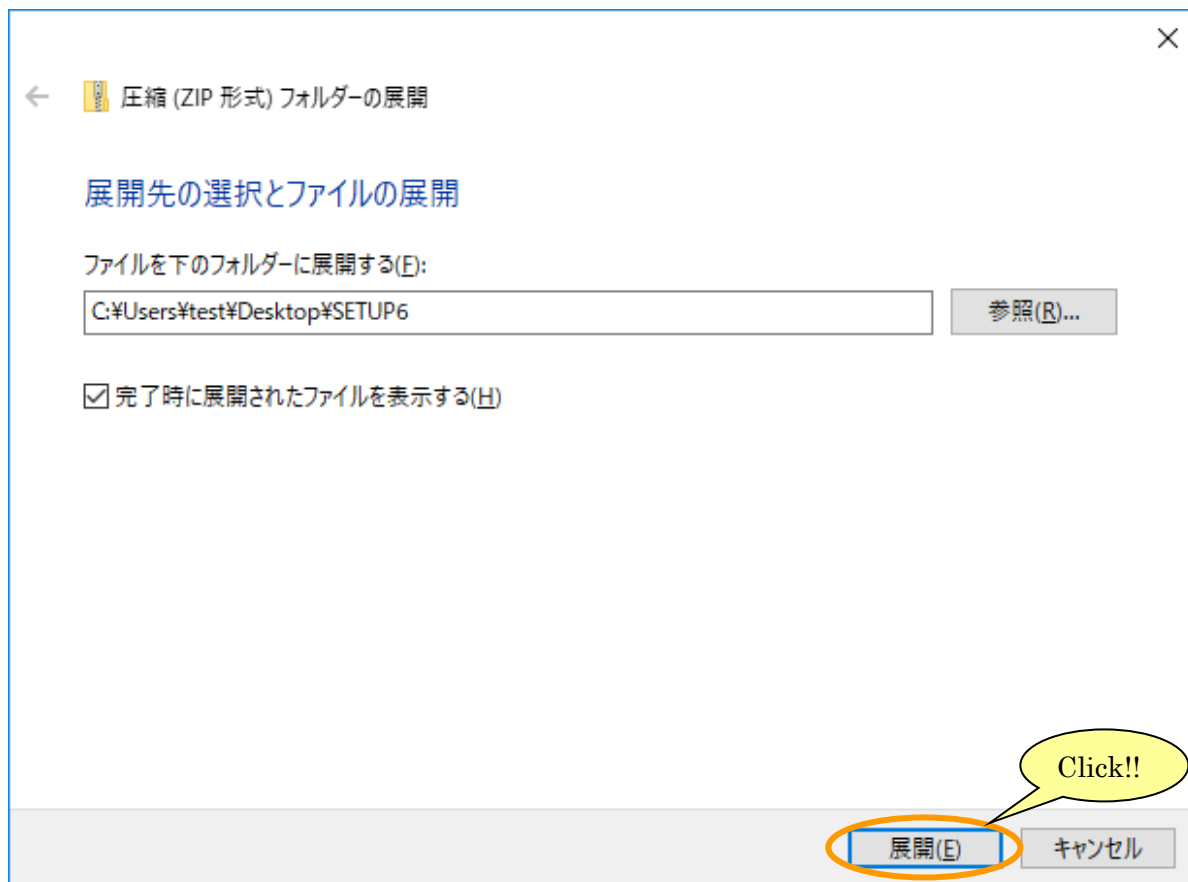 圧縮 (ZIP 形式) フォルダーの展開
展開先の選択とファイルの展開
ファイルを下のフォルダーに展開する(F):
C:¥Users¥test¥Desktop¥SETUP6
参照(R)...
完了時に展開されたファイルを表示する(H)
Click!!
展開(E)
キャンセル